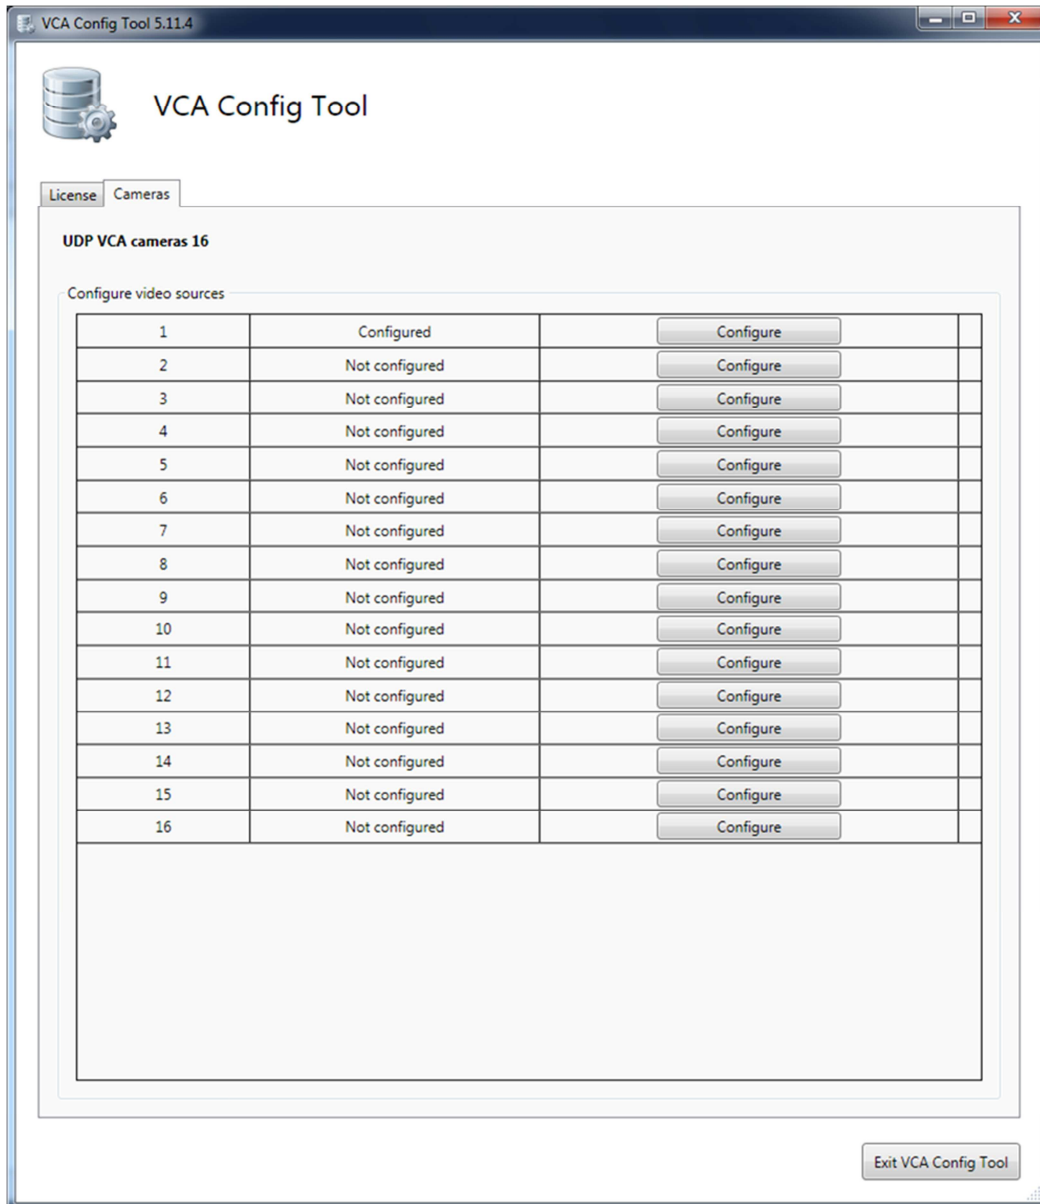 VCA Config Tool 5.11.4
VCA Config Tool
License Cameras
UDP VCA cameras 16
Configure video sources
1 Configured Configure
2 Not configured Configure
3 Not configured Configure
4 Not configured Configure
5 Not configured Configure
6 Not configured Configure
7 Not configured Configure
8 Not configured Configure
9 Not configured Configure
10 Not configured Configure
11 Not configured Configure
12 Not configured Configure
13 Not configured Configure
14 Not configured Configure
15 Not configured Configure
16 Not configured Configure
Exit VCA Config Tool